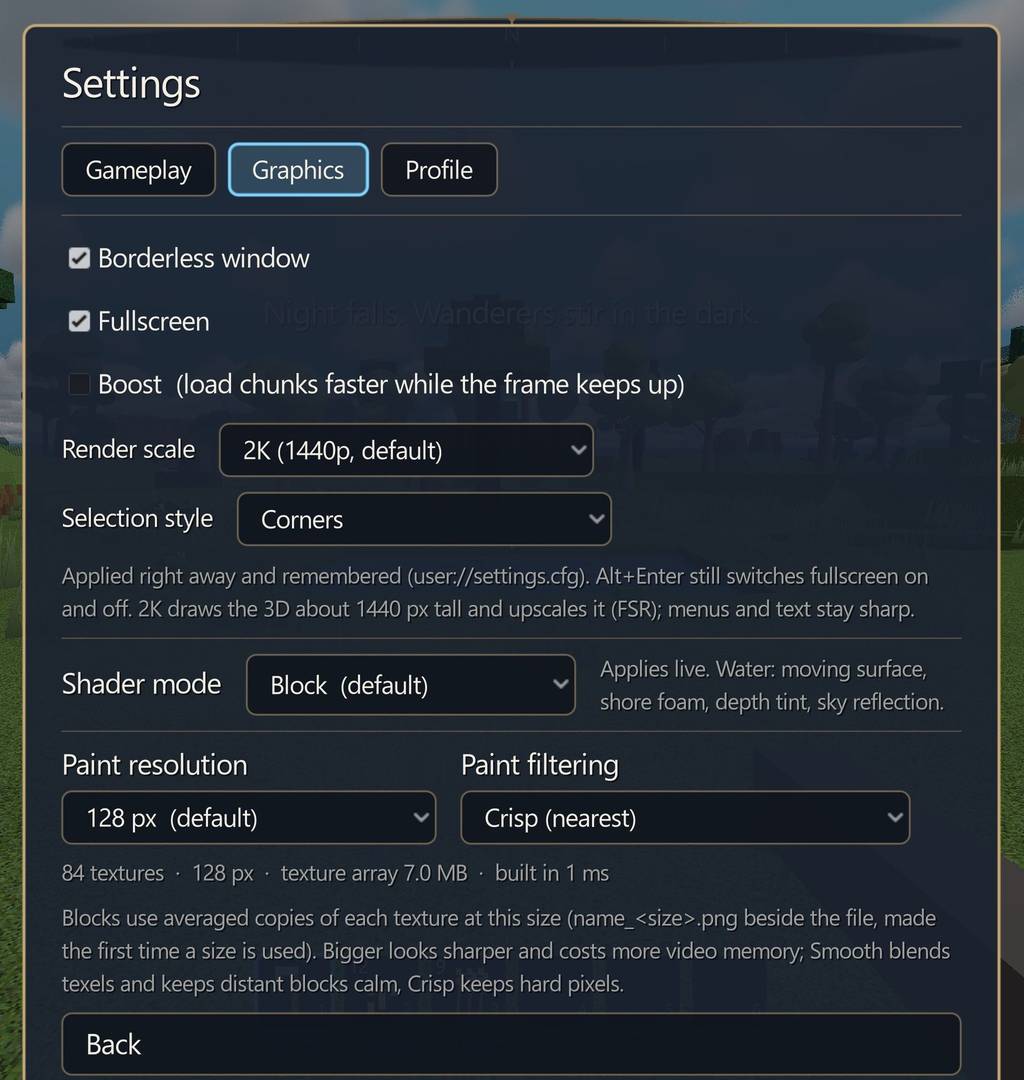 N
Settings
Gameplay Graphics Profile
Borderless window
Night falls. Wanderers stir in the dark.
Fullscreen
Boost (load chunks faster while the frame keeps up)
Render scale 2K (1440p, default)
Selection style Corners
Applied right away and remembered (user://settings.cfg). Alt+Enter still switches fullscreen on
and off. 2K draws the 3D about 1440 px tall and upscales it (FSR); menus and text stay sharp.
Shader mode Block (default)
Applies live. Water: moving surface,
shore foam, depth tint, sky reflection.
Paint resolution Paint filtering
128 px (default) Crisp (nearest)
84 textures · 128 px · texture array 7.0 MB · built in 1 ms
Blocks use averaged copies of each texture at this size (name_<size>.png beside the file, made
the first time a size is used). Bigger looks sharper and costs more video memory; Smooth blends
texels and keeps distant blocks calm, Crisp keeps hard pixels.
Back